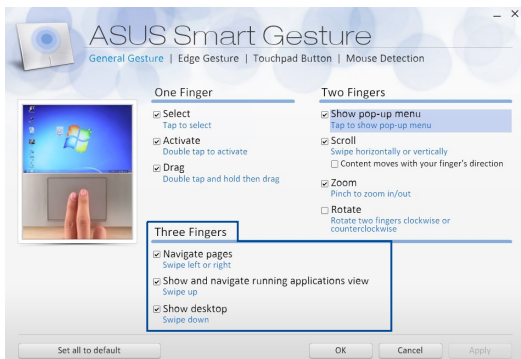 ASUS Smart Gesture
General Gesture | Edge Gesture | Touchpad Button | Mouse Detection
One Finger
Select
Tap to select
Activate
Double tap to activate
Drag
Double tap and hold then drag
Two Fingers
Show pop-up menu
Tap to show pop-up menu
Scroll
Swipe horizontally or vertically
Content moves with your finger's direction
Zoom
Pinch to zoom in/out
Rotate
Rotate two fingers clockwise or
counterclockwise
Three Fingers
Navigate pages
Swipe left or right
Show and navigate running applications view
Swipe up
Show desktop
Swipe down
Set all to default
OK
Cancel
Apply